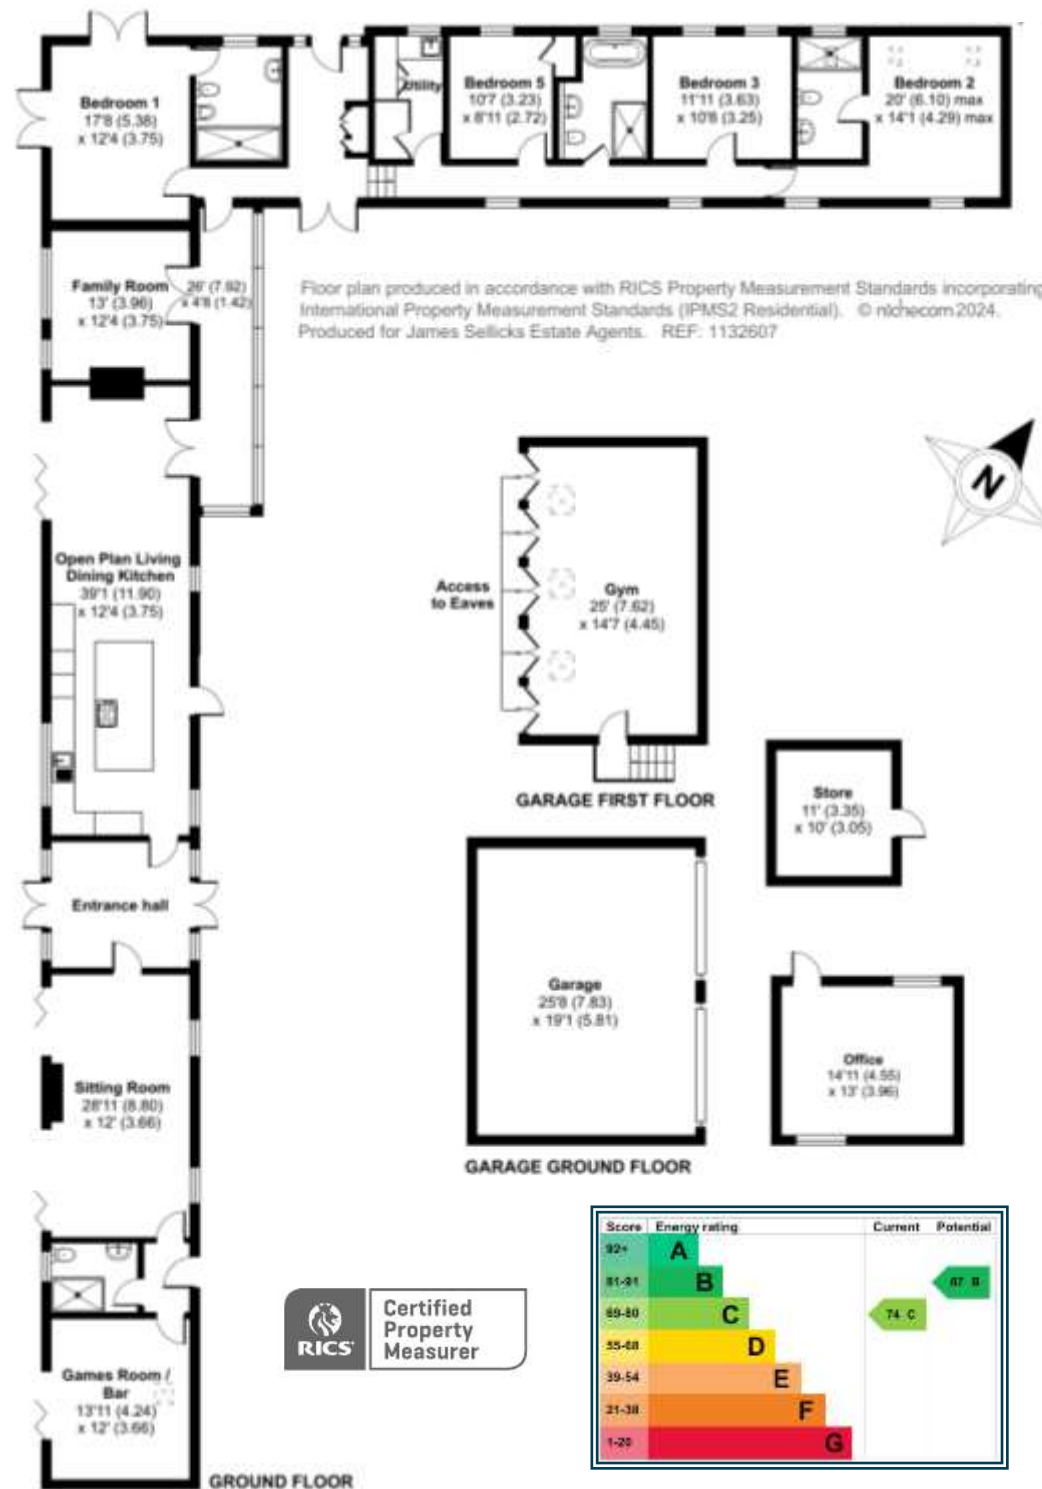 Bedroom 1
17'8 (5.38)
x 12'4 (3.75)
Utility
Bedroom 5
10'7 (3.23)
x 8'11 (2.72)
Bedroom 3
11'11 (3.63)
x 10'8 (3.25)
Bedroom 2
20' (6.10) max
x 14'1 (4.29) max
Family Room
13' (3.96)
x 12'4 (3.75)
26' (7.92)
x 4'8 (1.42)
Floor plan produced in accordance with RICS Property Measurement Standards incorporating
International Property Measurement Standards (IPMS2 Residential). © nichecom 2024.
Produced for James Sellicks Estate Agents. REF: 1132607
N
Open Plan Living
Dining Kitchen
39'1 (11.90)
x 12'4 (3.75)
Access
to Eaves
Gym
25' (7.62)
x 14'7 (4.45)
GARAGE FIRST FLOOR
Store
11' (3.35)
x 10' (3.05)
Entrance hall
Garage
25'8 (7.83)
x 19'1 (5.81)
GARAGE GROUND FLOOR
Office
14'11 (4.55)
x 13' (3.96)
Sitting Room
28'11 (8.80)
x 12' (3.66)
Games Room /
Bar
13'11 (4.24)
x 12' (3.66)
GROUND FLOOR
RICS
Certified
Property
Measurer
Score Energy rating Current Potential
92+ A
81-91 B 87 B
69-80 C 74 C
55-68 D
39-54 E
21-38 F
1-20 G